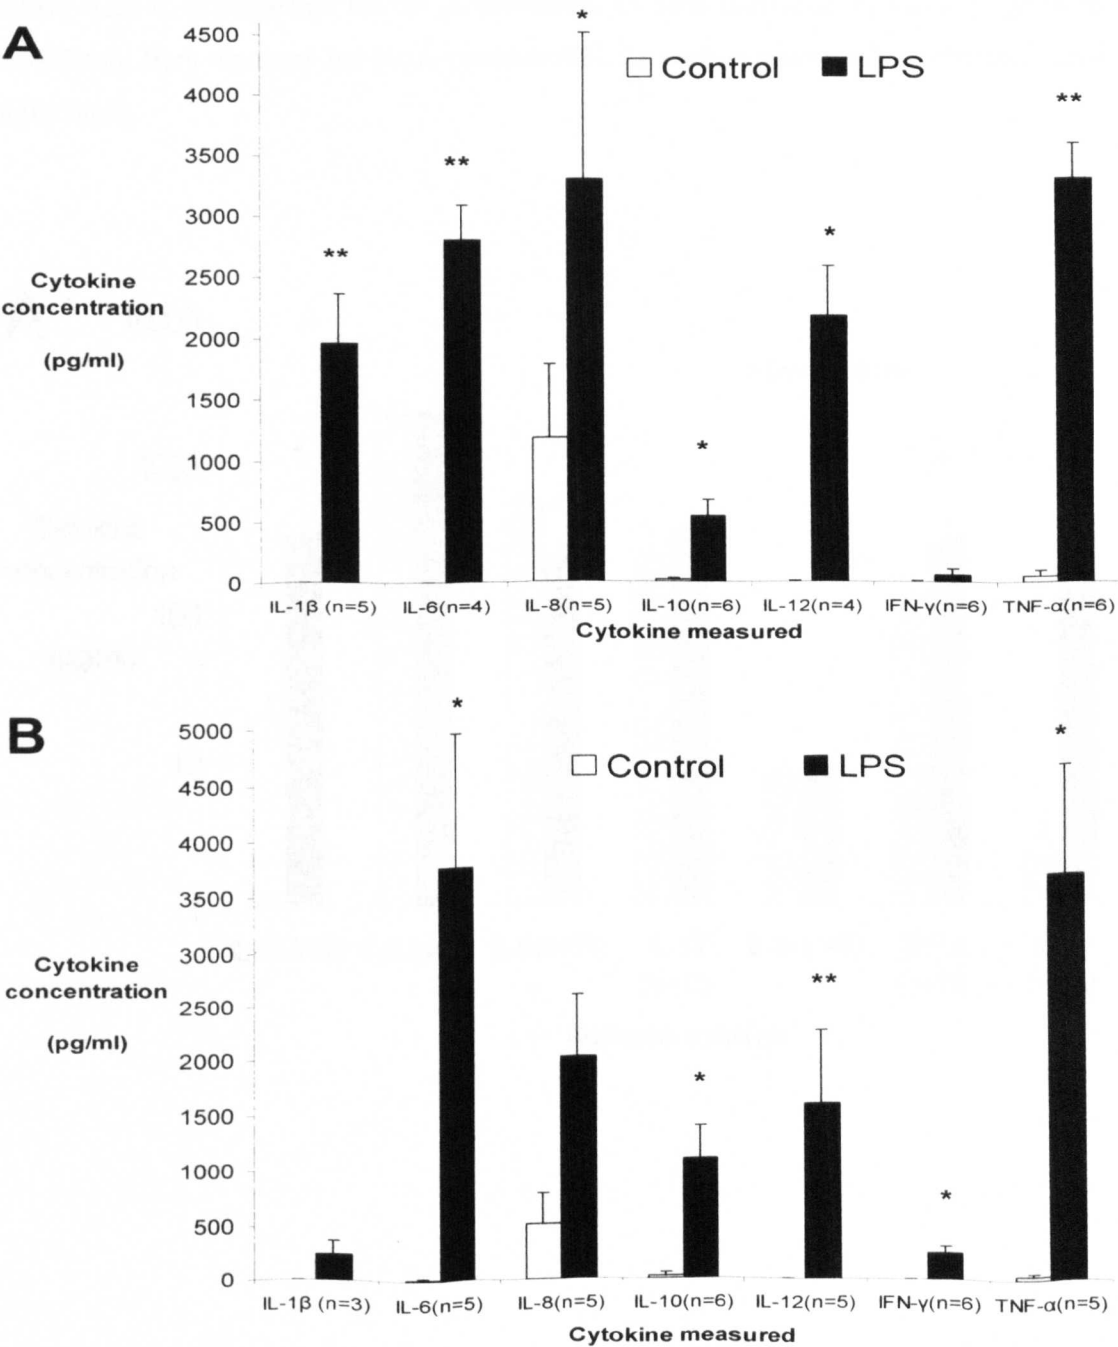 A
4500
4000
3500
3000
2500
2000
1500
1000
500
0
Control
LPS
**
**
*
*
*
**
Cytokine
concentration
(pg/ml)
IL-1β (n=5) IL-6(n=4) IL-8(n=5) IL-10(n=6) IL-12(n=4) IFN-γ(n=6) TNF-α(n=6)
Cytokine measured
B
5000
4500
4000
3500
3000
2500
2000
1500
1000
500
0
Control
LPS
*
*
**
*
*
Cytokine
concentration
(pg/ml)
IL-1β (n=3) IL-6(n=5) IL-8(n=5) IL-10(n=6) IL-12(n=5) IFN-γ(n=6) TNF-α(n=5)
Cytokine measured